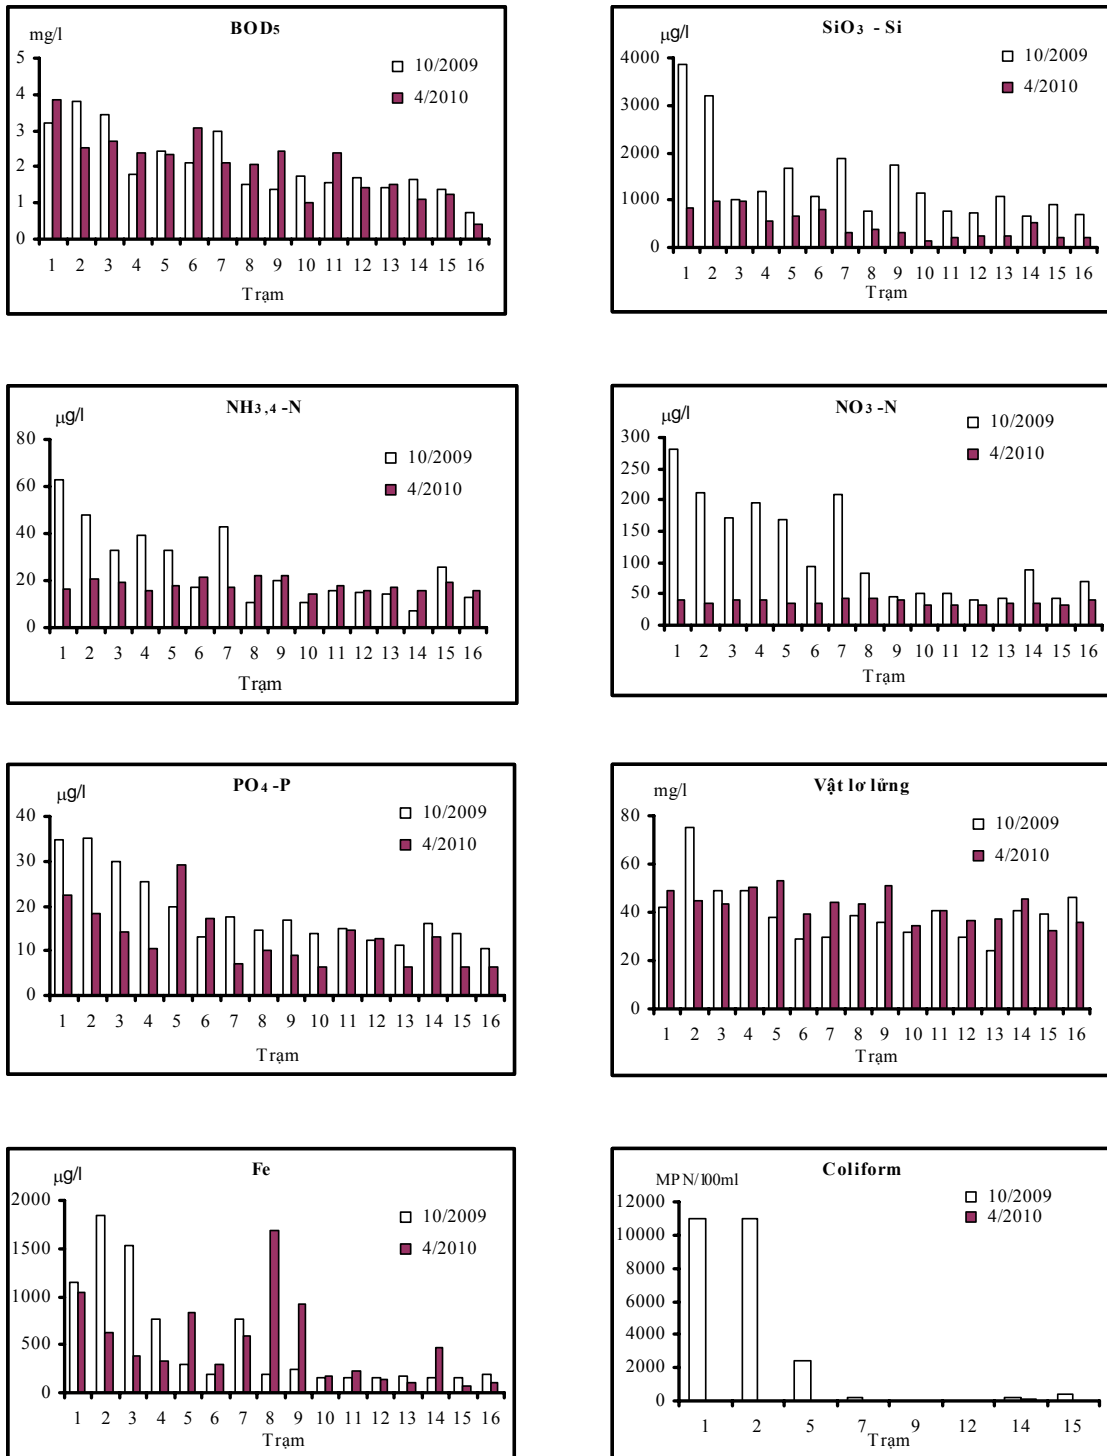 BOD5
mg/l
10/2009
4/2010
5
4
3
2
1
0
1 2 3 4 5 6 7 8 9 10 11 12 13 14 15 16
Trạm
SiO3 - Si
µg/l
10/2009
4/2010
4000
3000
2000
1000
0
1 2 3 4 5 6 7 8 9 10 11 12 13 14 15 16
Trạm
NH3,4 -N
µg/l
10/2009
4/2010
80
60
40
20
0
1 2 3 4 5 6 7 8 9 10 11 12 13 14 15 16
Trạm
NO3 -N
µg/l
10/2009
4/2010
300
250
200
150
100
50
0
1 2 3 4 5 6 7 8 9 10 11 12 13 14 15 16
Trạm
PO4 -P
µg/l
10/2009
4/2010
40
30
20
10
0
1 2 3 4 5 6 7 8 9 10 11 12 13 14 15 16
Trạm
Vật lơ lửng
mg/l
10/2009
4/2010
80
60
40
20
0
1 2 3 4 5 6 7 8 9 10 11 12 13 14 15 16
Trạm
Fe
µg/l
10/2009
4/2010
2000
1500
1000
500
0
1 2 3 4 5 6 7 8 9 10 11 12 13 14 15 16
Trạm
Coliform
MPN/100ml
10/2009
4/2010
12000
10000
8000
6000
4000
2000
0
1 2 5 7 9 12 14 15
Trạm